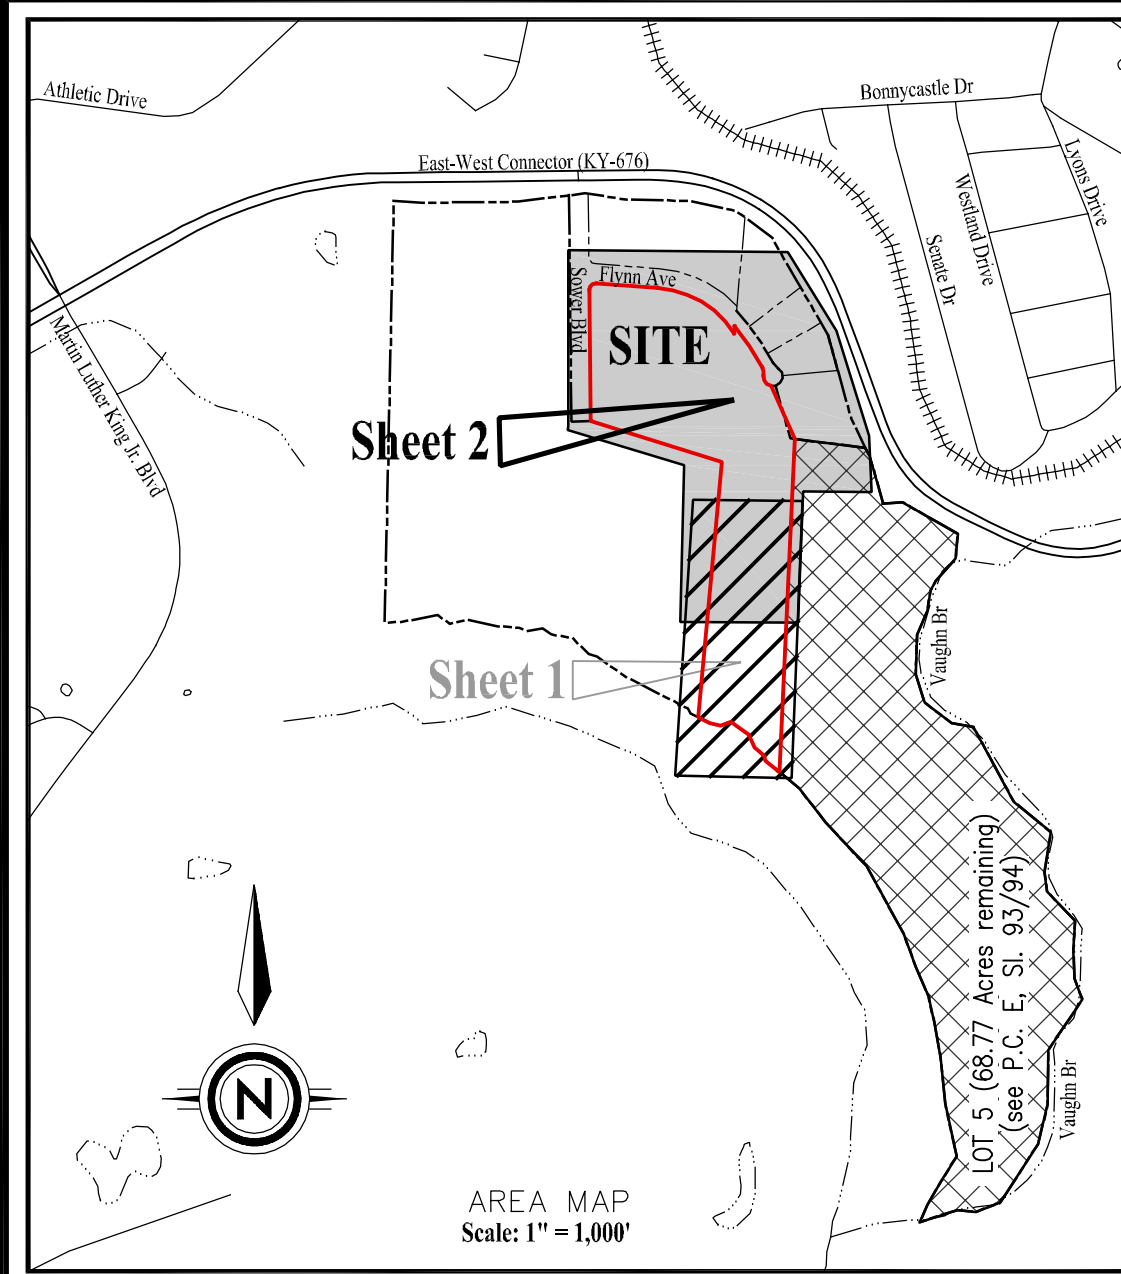 Athletic Drive
Bonnycastle Dr
East-West Connector (KY-676)
Lyons Drive
Westland Drive
Senate Dr
Flynn Ave
Sower Blvd
SITE
Martin Luther King Jr. Blvd
Sheet 2
Vaughn Br
Sheet 1
LOT 5 (68.77 Acres remaining)
(see P.C. E, Sl. 93/94)
Vaughn Br
N
AREA MAP
Scale: 1" = 1,000'